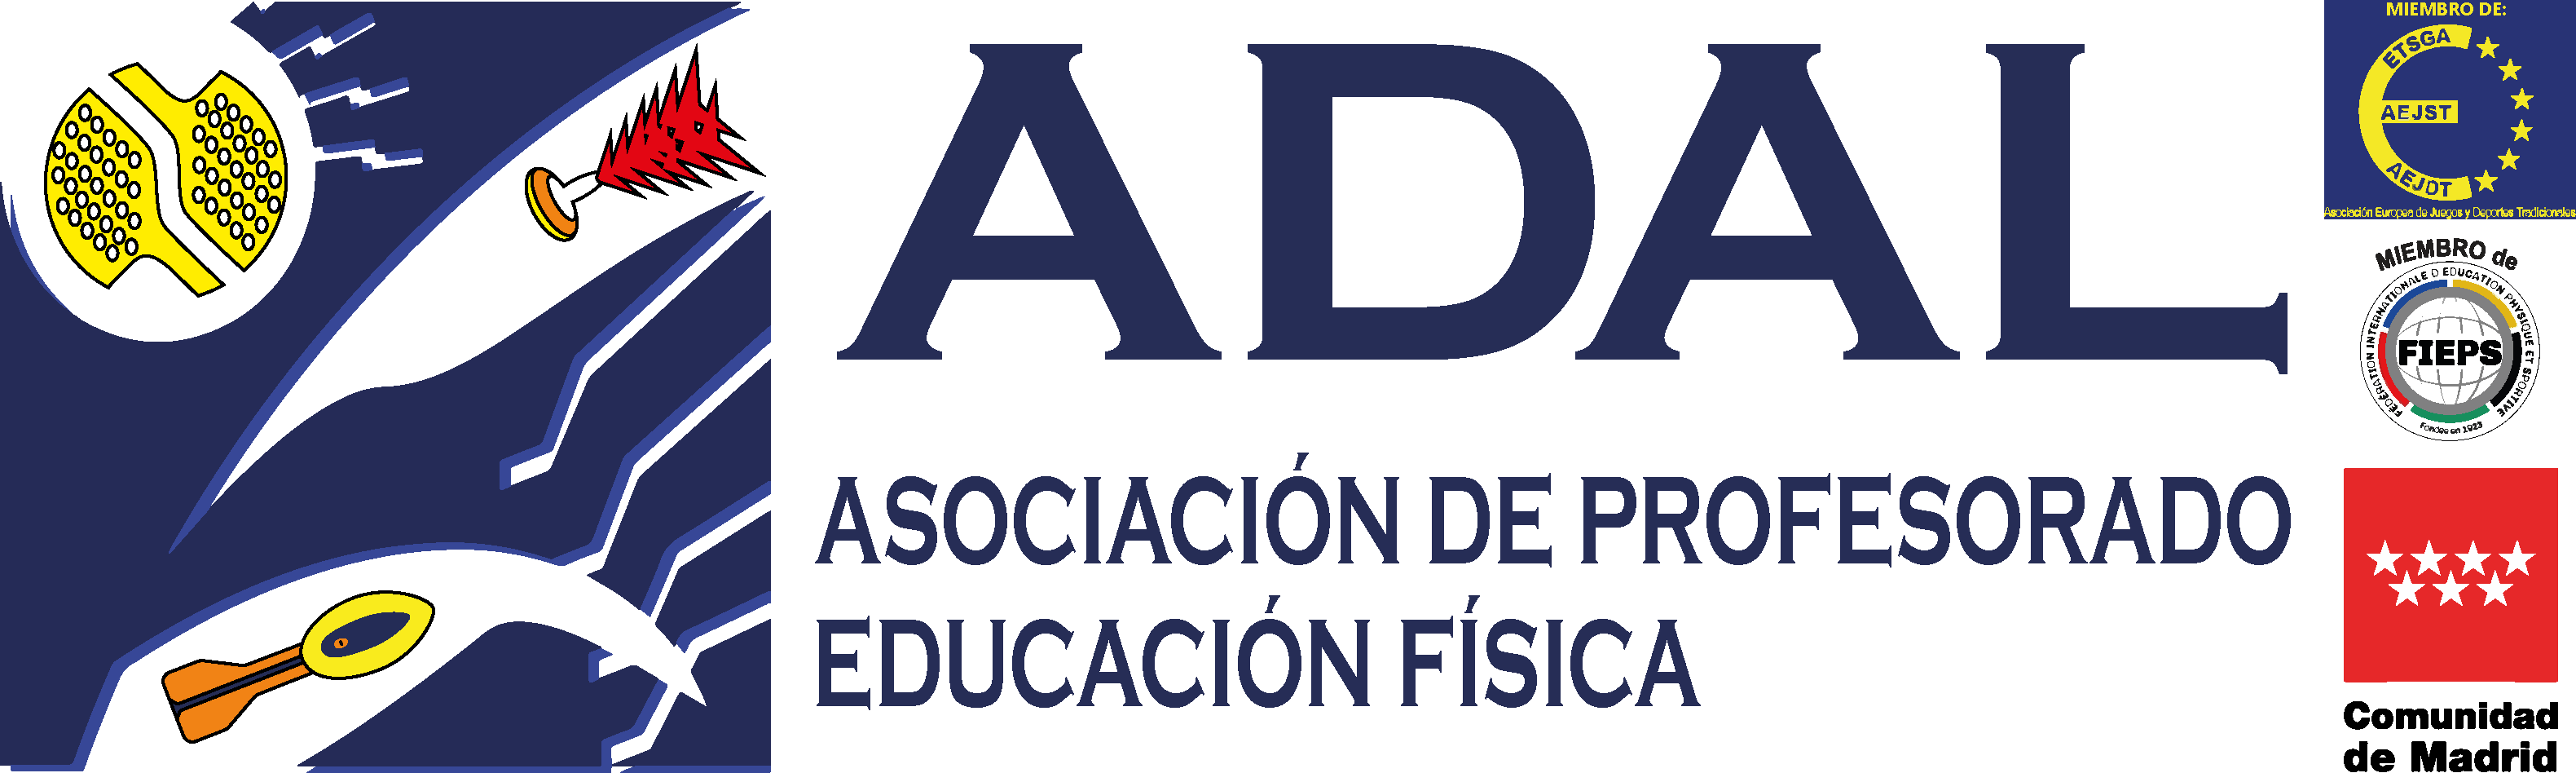 ADAL
ASOCIACIÓN DE PROFESORADO
EDUCACIÓN FÍSICA
MIEMBRO DE:
ETSGA
AEJST
AEJDT
Asociación Europea de Juegos y Deportes Tradicionales
MIEMBRO de
FEDÉRATION INTERNATIONALE D EDUCATION PHYSIQUE ET SPORTIVE
FIEPS
Fondée en 1923
Comunidad
de Madrid